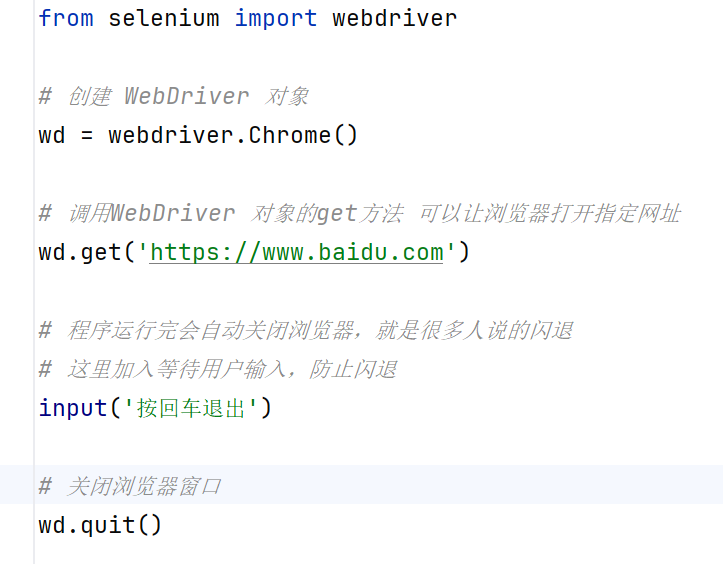 from selenium import webdriver
# 创建 WebDriver 对象
wd = webdriver.Chrome()
# 调用WebDriver 对象的get方法 可以让浏览器打开指定网址
wd.get('https://www.baidu.com')
# 程序运行完会自动关闭浏览器，就是很多人说的闪退
# 这里加入等待用户输入，防止闪退
input('按回车退出')
# 关闭浏览器窗口
wd.quit()